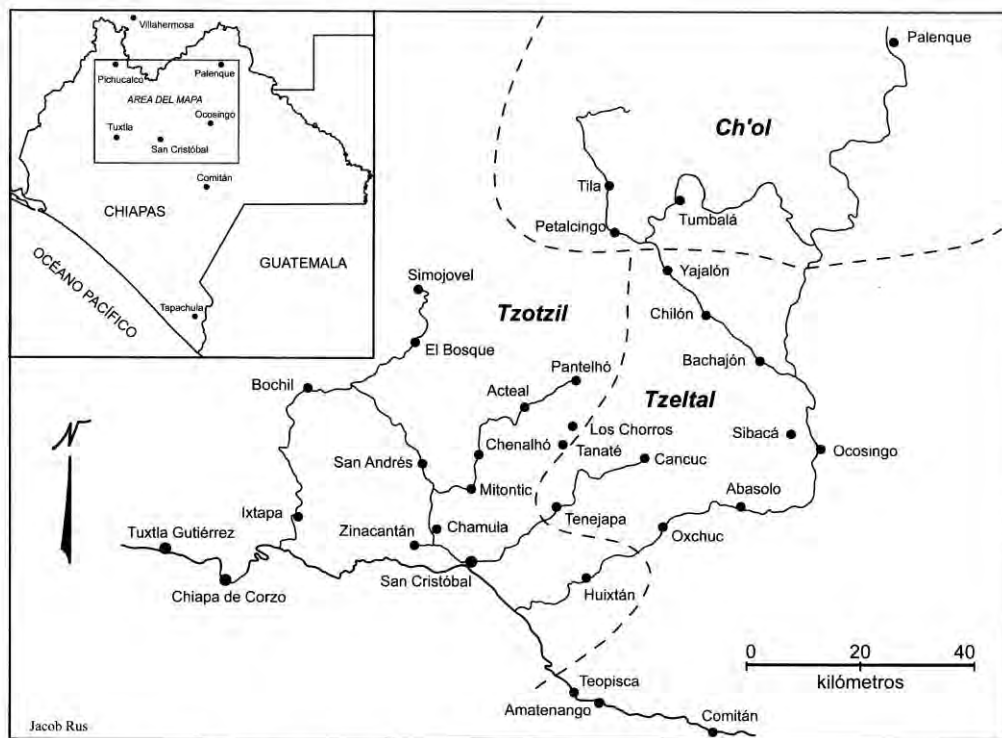 Villahermosa
Pichucalco
Palenque
AREA DEL MAPA
Ocosingo
Tuxtla
San Cristóbal
Comitán
CHIAPAS
OCÉANO PACÍFICO
GUATEMALA
Tapachula
Palenque
Ch'ol
Tila
Tumbalá
Petalcingo
Yajalón
Simojovel
Tzotzil
Chilón
El Bosque
Bachajón
Pantelhó
Bochil
Acteal
Tzeltal
Los Chorros
Sibacá
Chenalhó
Tanaté
Ocosingo
San Andrés
Cancuc
Mitontic
Abasolo
Ixtapa
Tenejapa
Tuxtla Gutiérrez
Zinacantán
Chamula
Oxchuc
San Cristóbal
Chiapa de Corzo
Huixtán
N
0 20 40
kilómetros
Teopisca
Amatenango
Comitán
Jacob Rus